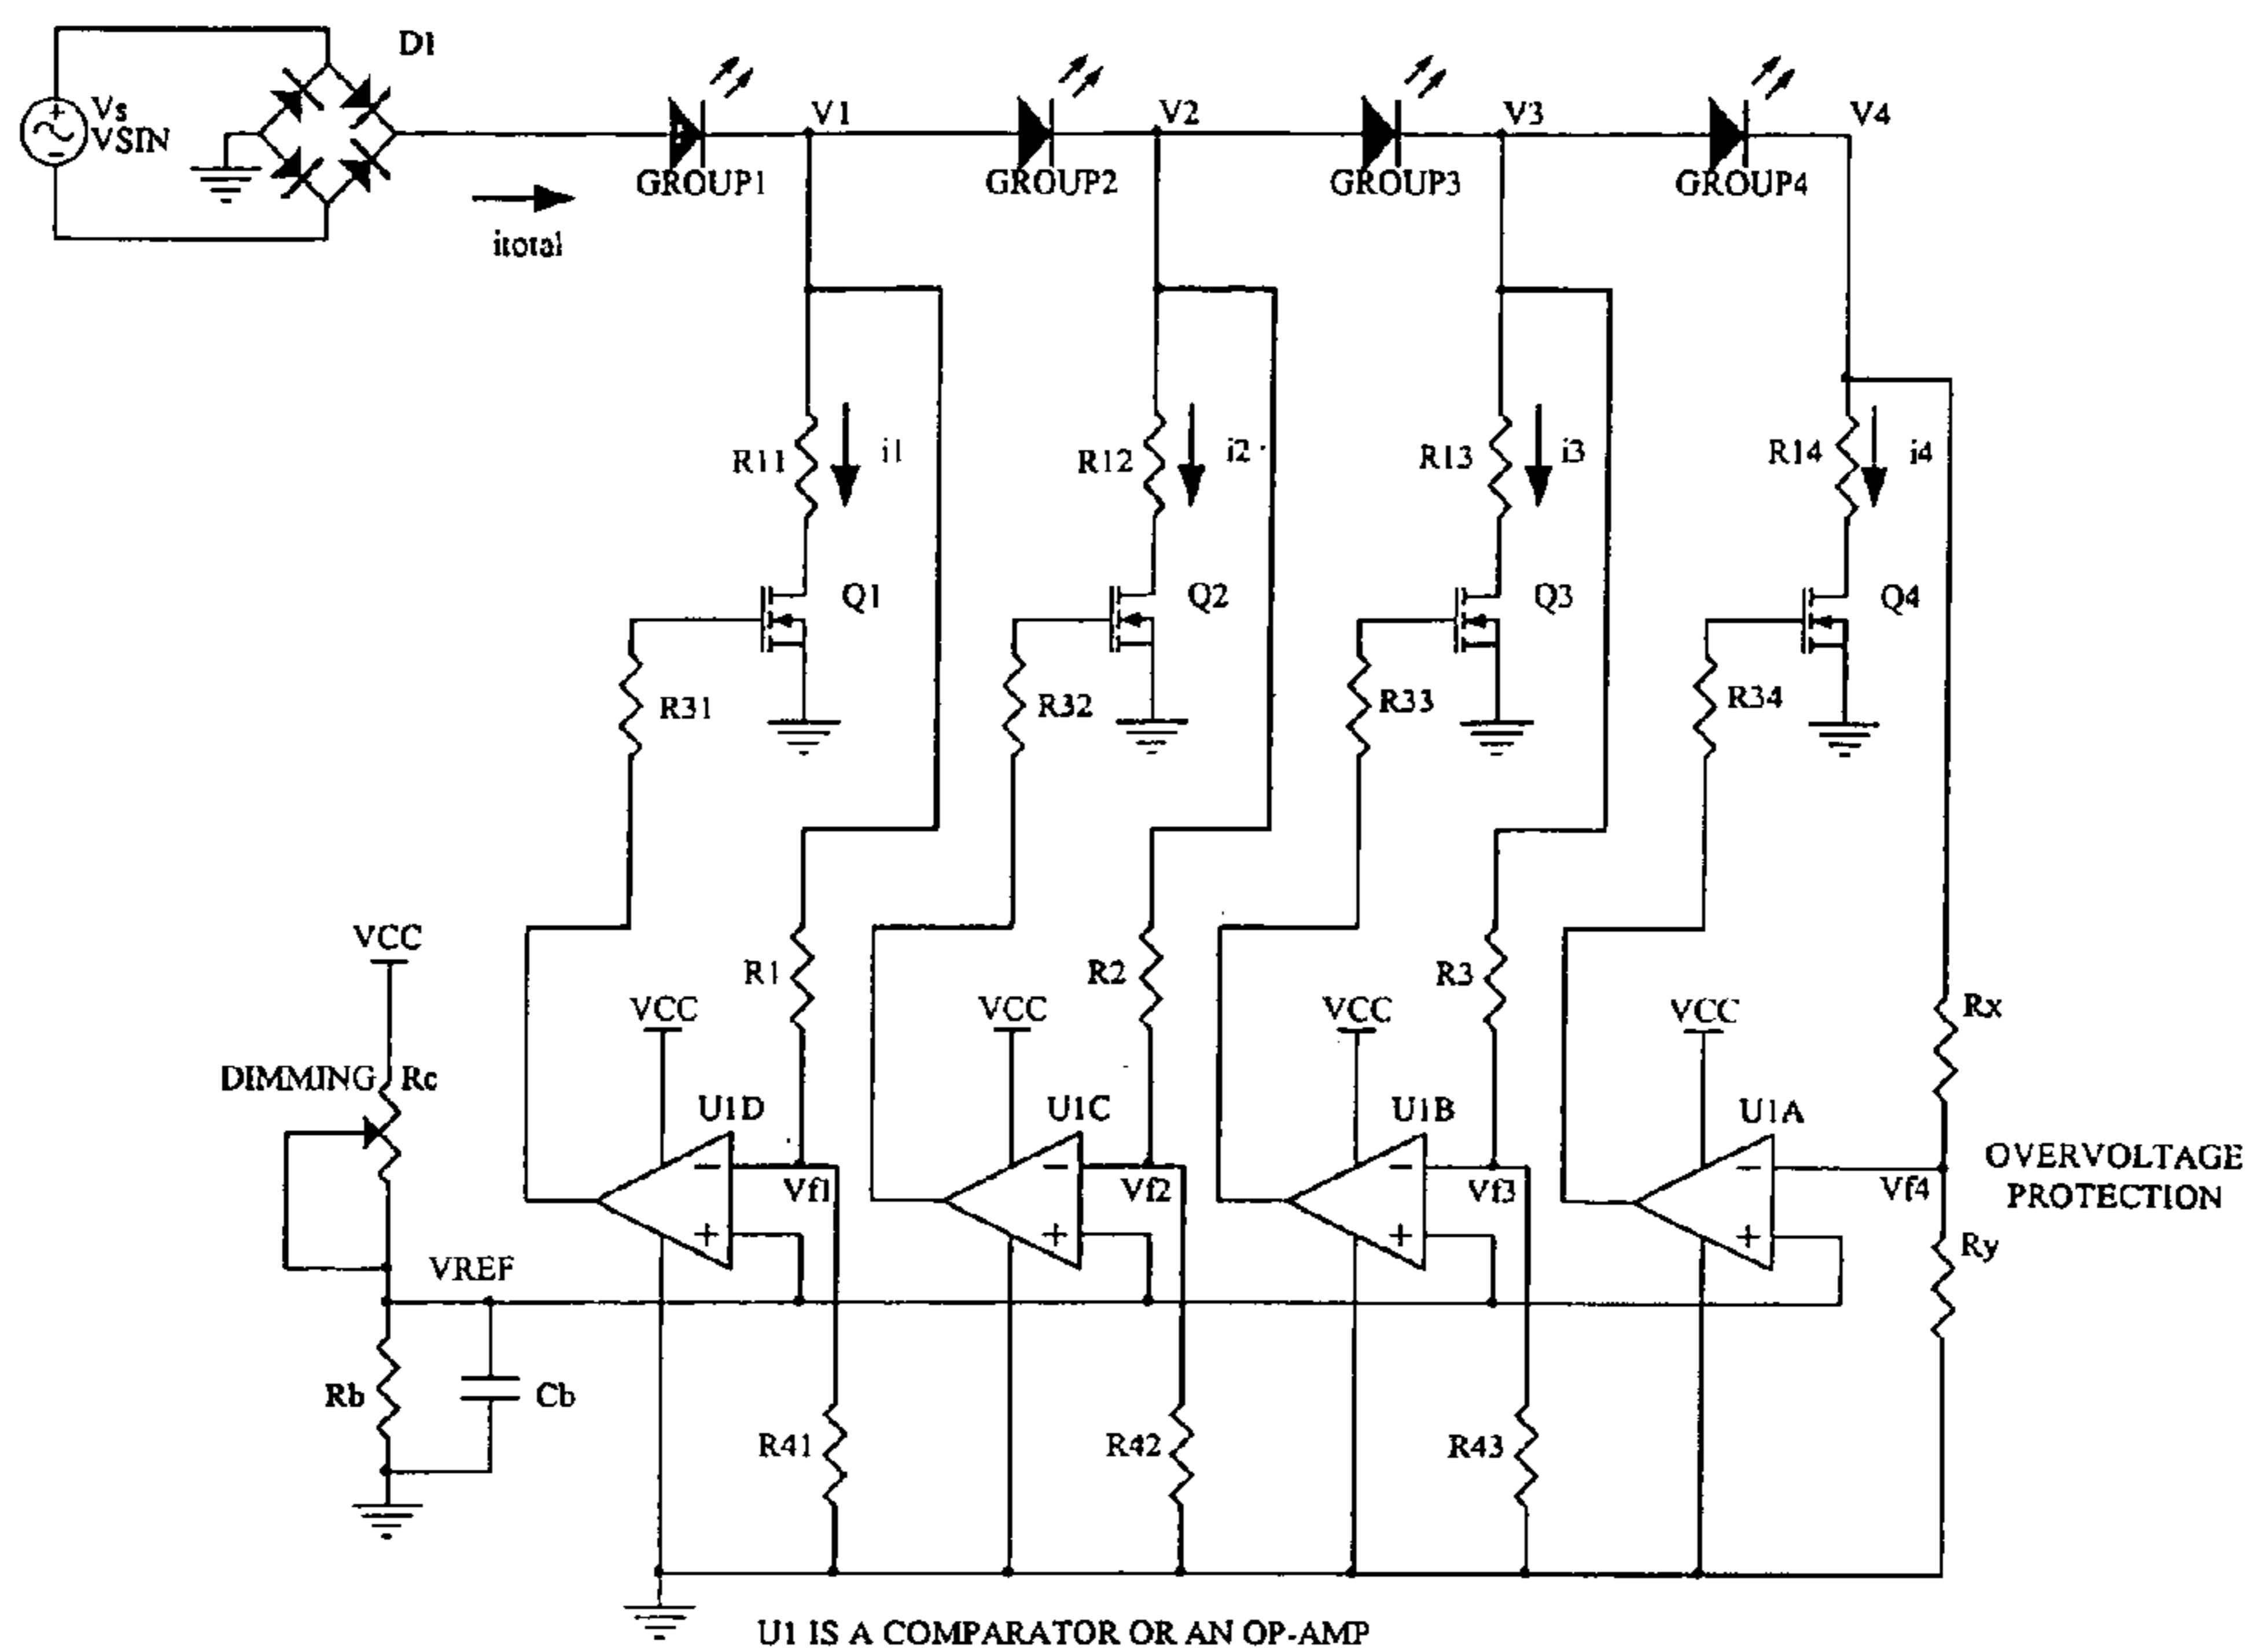 D1
Vs
VSIN
itotal
GROUP1
V1
GROUP2
V2
GROUP3
V3
GROUP4
V4
R11
i1
R12
i2
R13
i3
R14
i4
Q1
Q2
Q3
Q4
R31
R32
R33
R34
VCC
R1
R2
R3
Rx
VCC
VCC
VCC
VCC
DIMMING Rc
U1D
U1C
U1B
U1A
Vf1
Vf2
Vf3
Vf4
OVERVOLTAGE
PROTECTION
VREF
Ry
Rb
Cb
R41
R42
R43
U1 IS A COMPARATOR OR AN OP-AMP